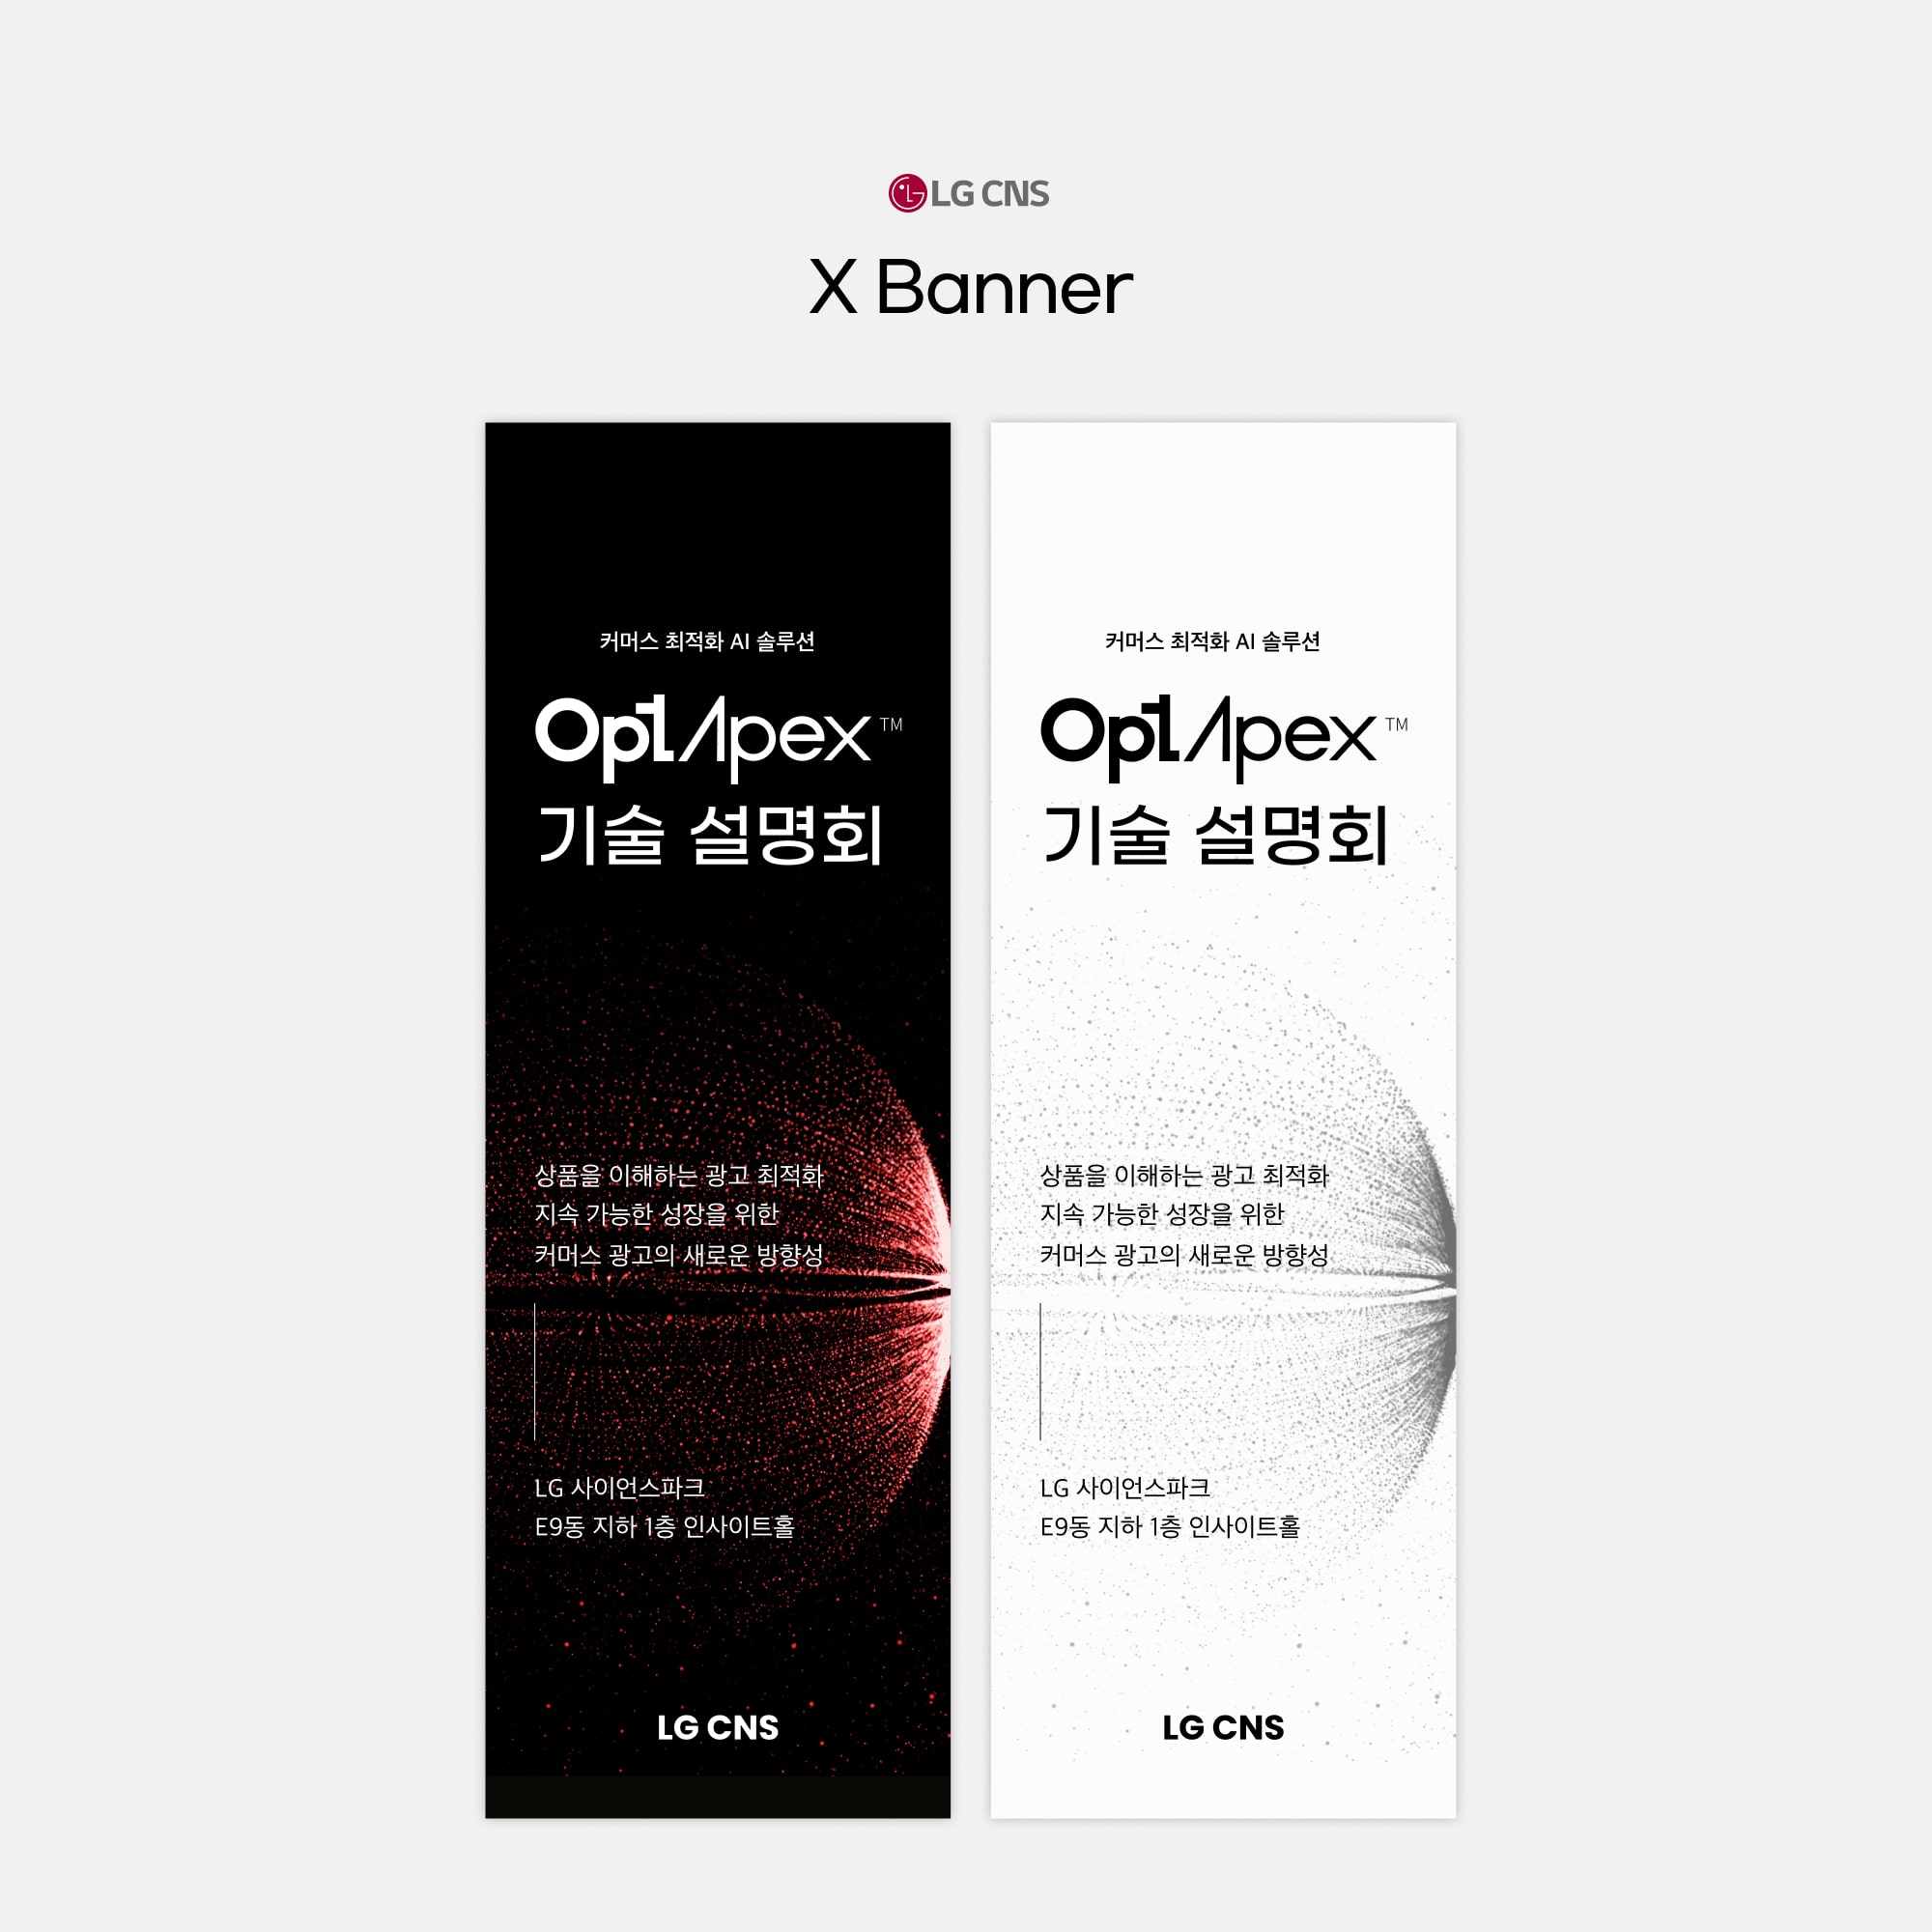 LG CNS
X Banner
커머스 최적화 AI 솔루션
OptApex™
기술 설명회
상품을 이해하는 광고 최적화
지속 가능한 성장을 위한
커머스 광고의 새로운 방향성
LG 사이언스파크
E9동 지하 1층 인사이트홀
LG CNS
커머스 최적화 AI 솔루션
OptApex™
기술 설명회
상품을 이해하는 광고 최적화
지속 가능한 성장을 위한
커머스 광고의 새로운 방향성
LG 사이언스파크
E9동 지하 1층 인사이트홀
LG CNS